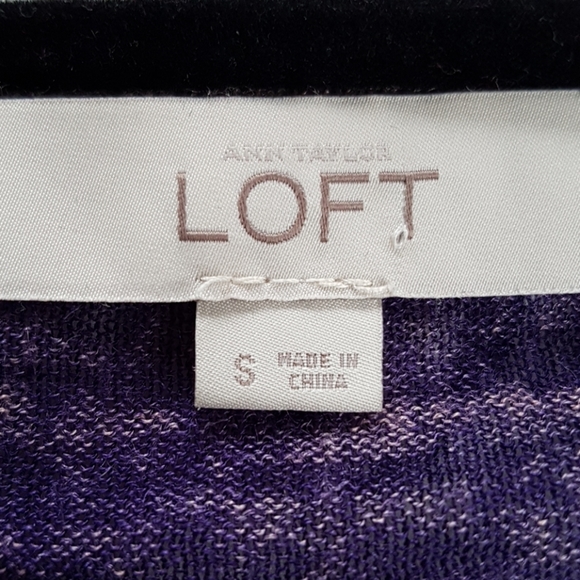 ANN TAYLOR
LOFT
S
MADE IN
CHINA